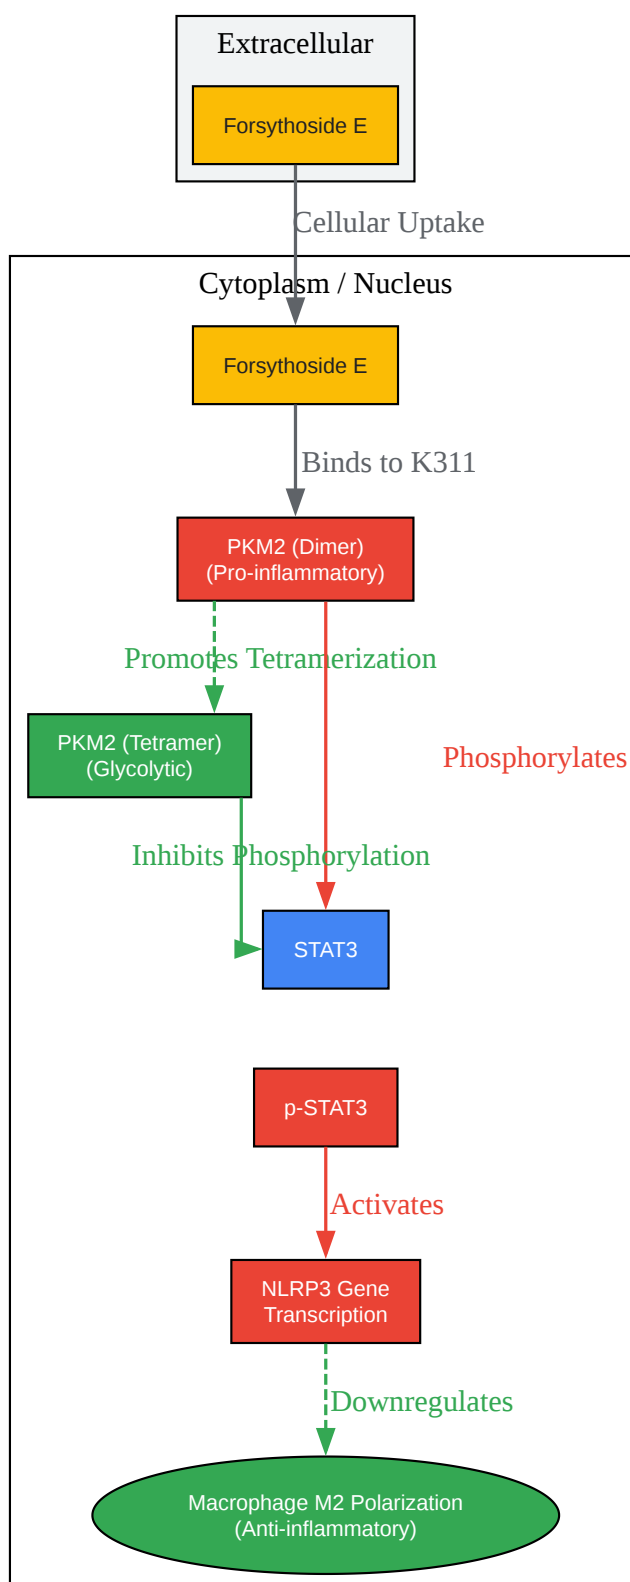 Extracellular
Forsythoside E
Cellular Uptake
Cytoplasm / Nucleus
Forsythoside E
Binds to K311
PKM2 (Dimer)
(Pro-inflammatory)
Promotes Tetramerization
PKM2 (Tetramer)
(Glycolytic)
Phosphorylates
Inhibits Phosphorylation
STAT3
p-STAT3
Activates
NLRP3 Gene
Transcription
Downregulates
Macrophage M2 Polarization
(Anti-inflammatory)